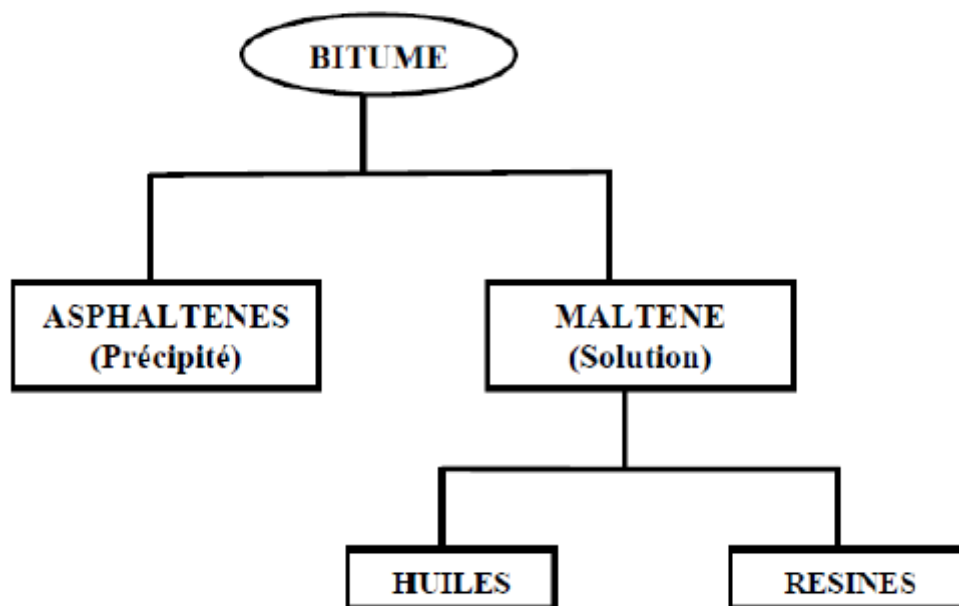 BITUME
ASPHALTENES
(Précipité)
MALTENE
(Solution)
HUILES
RESINES